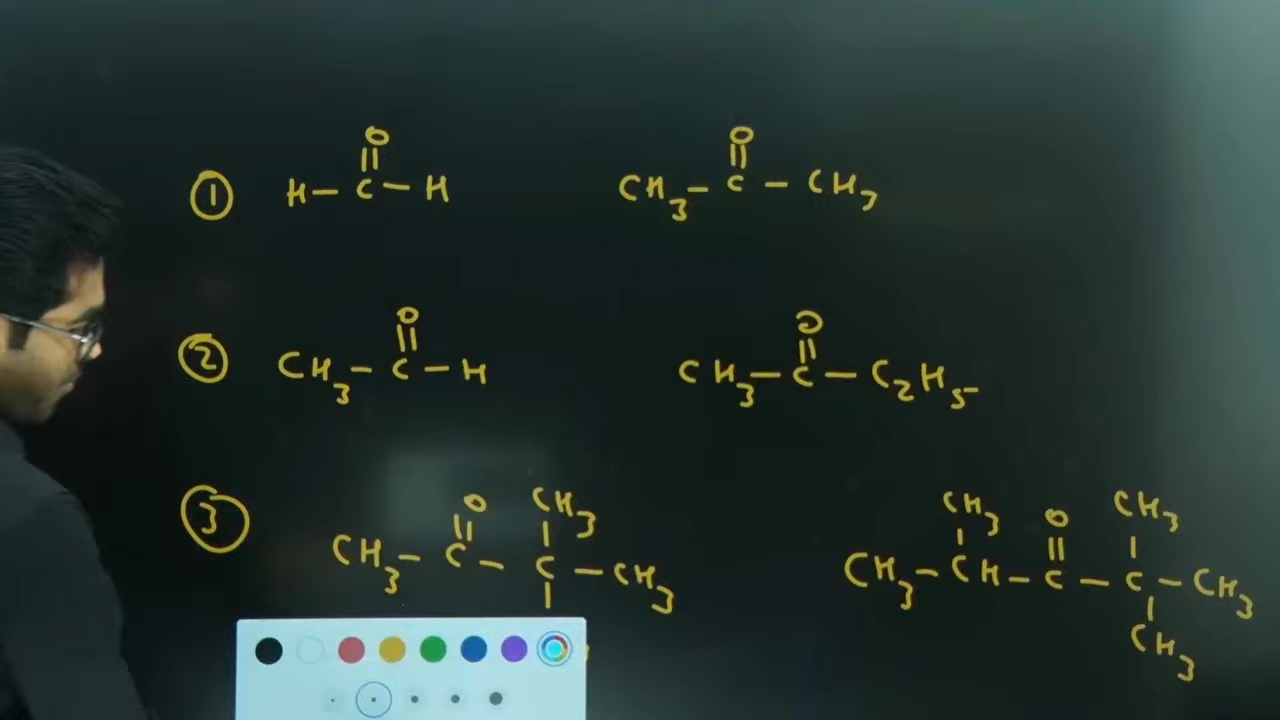 ① H–C(=O)–H    CH3–C(=O)–CH3
② CH3–C(=O)–H    CH3–C(=O)–C2H5
③ CH3–C(=O)–C(CH3)–CH3    CH3–CH(CH3)–C(=O)–C(CH3)(CH3)–CH3